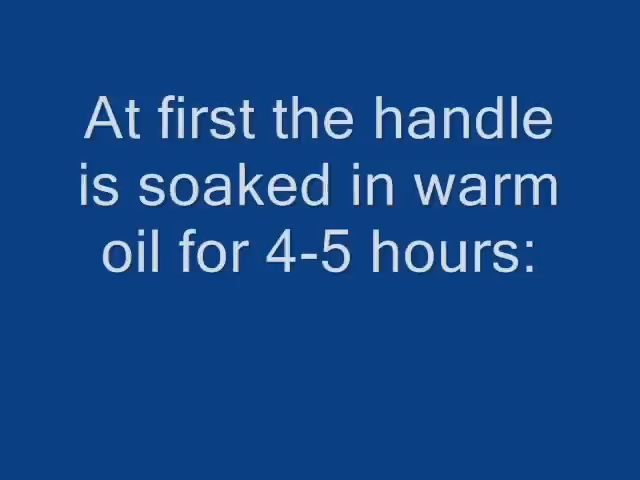 At first the handle
is soaked in warm
oil for 4-5 hours: